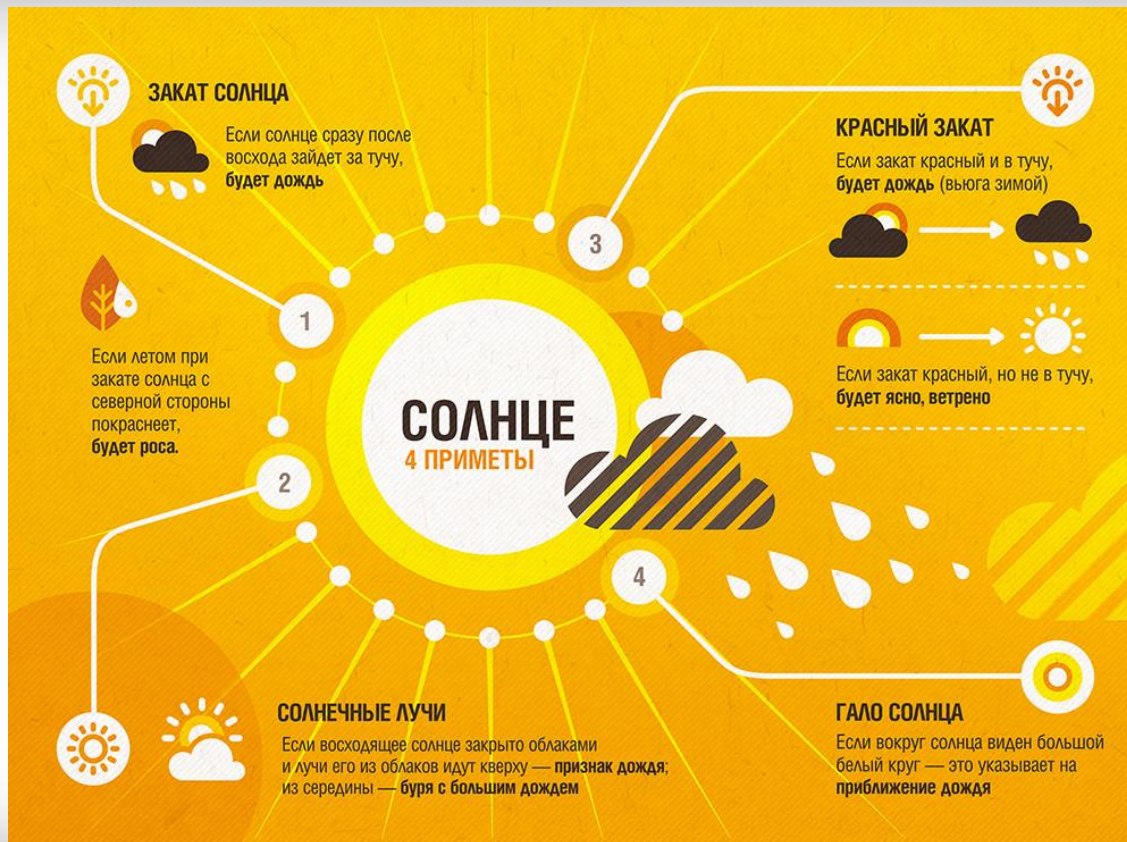 ЗАКАТ СОЛНЦА
Если солнце сразу после
восхода зайдет за тучу,
будет дождь
Если летом при
закате солнца с
северной стороны
покраснеет,
будет роса.
1
2
3
4
СОЛНЦЕ
4 ПРИМЕТЫ
КРАСНЫЙ ЗАКАТ
Если закат красный и в тучу,
будет дождь (вьюга зимой)
Если закат красный, но не в тучу,
будет ясно, ветрено
СОЛНЕЧНЫЕ ЛУЧИ
Если восходящее солнце закрыто облаками
и лучи его из облаков идут кверху — признак дождя;
из середины — буря с большим дождем
ГАЛО СОЛНЦА
Если вокруг солнца виден большой
белый круг — это указывает на
приближение дождя